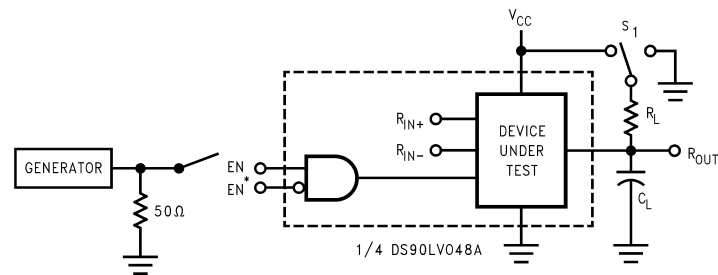 V_CC
S_1
R_IN+
R_IN-
DEVICE
UNDER
TEST
R_L
R_OUT
GENERATOR
EN
EN*
50Ω
C_L
1/4 DS90LV048A